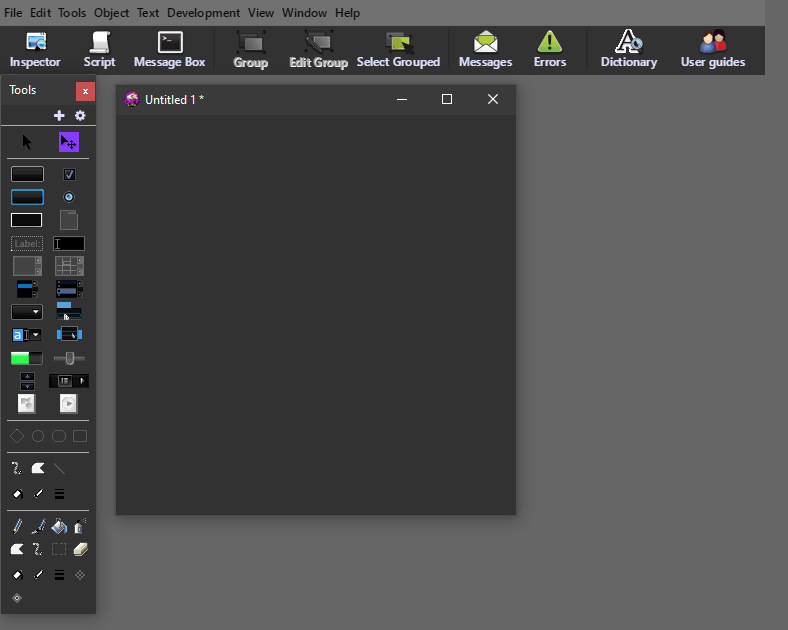 File Edit Tools Object Text Development View Window Help
Inspector Script Message Box Group Edit Group Select Grouped Messages Errors Dictionary User guides
Tools x
Untitled 1 *
Label:
a